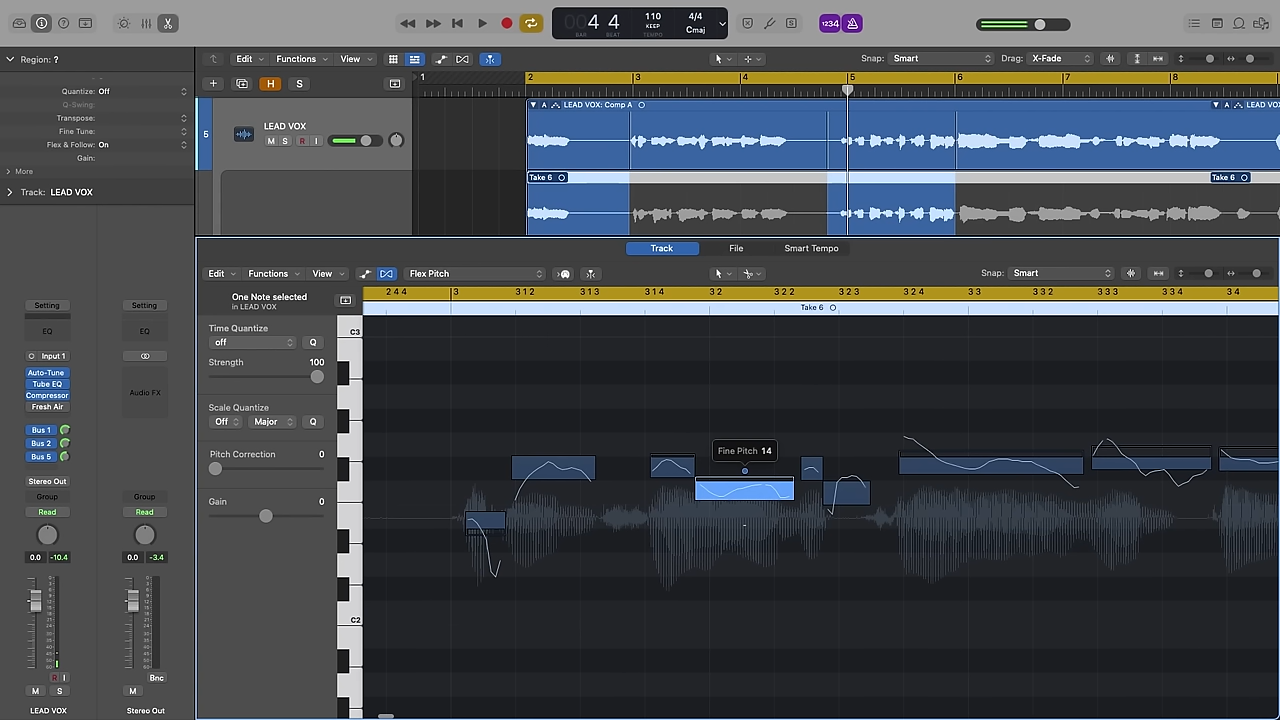 4 4
BAR BEAT
110
KEEP
TEMPO
4/4
Cmaj
S
1234
Region: ?
Edit Functions View
Snap: Smart
Drag: X-Fade
H S
1 2 3 4 5 6 7 8
Quantize: Off
Q-Swing:
Transpose:
Fine Tune:
Flex & Follow: On
Gain:
More
Track: LEAD VOX
5
LEAD VOX
M S R I
A LEAD VOX: Comp A
A LEAD VOX
Take 6
Take 6
Track File Smart Tempo
Edit Functions View Flex Pitch
Snap: Smart
One Note selected
in LEAD VOX
2 4 4 3 3 1 2 3 1 3 3 1 4 3 2 3 2 2 3 2 3 3 2 4 3 3 3 3 2 3 3 3 3 3 4 3 4
Take 6
Time Quantize
off Q
Strength 100
Scale Quantize
Off Major Q
Pitch Correction 0
Gain 0
C3
C2
Fine Pitch 14
Setting Setting
EQ EQ
Input 1
Auto-Tune
Tube EQ
Compressor
Fresh Air
Audio FX
Bus 1
Bus 2
Bus 5
Stereo Out
Group Group
Read Read
0.0 -10.4 0.0 -3.4
R I Bnc
M S M
LEAD VOX Stereo Out